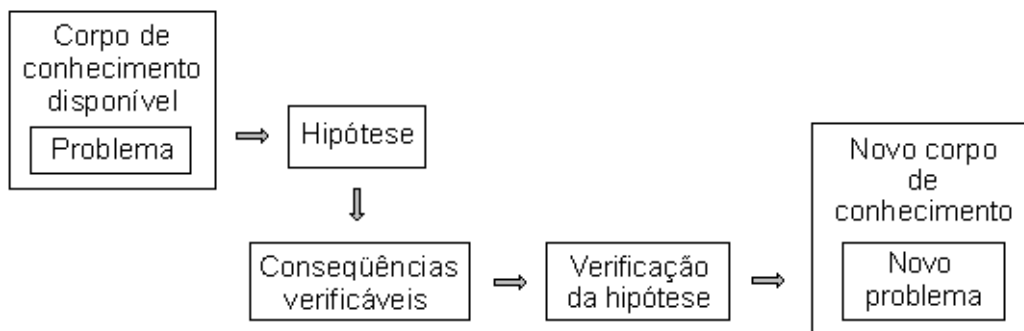 Corpo de
conhecimento
disponível
Problema
Hipótese
Conseqüências
verificáveis
Verificação
da hipótese
Novo corpo
de
conhecimento
Novo
problema